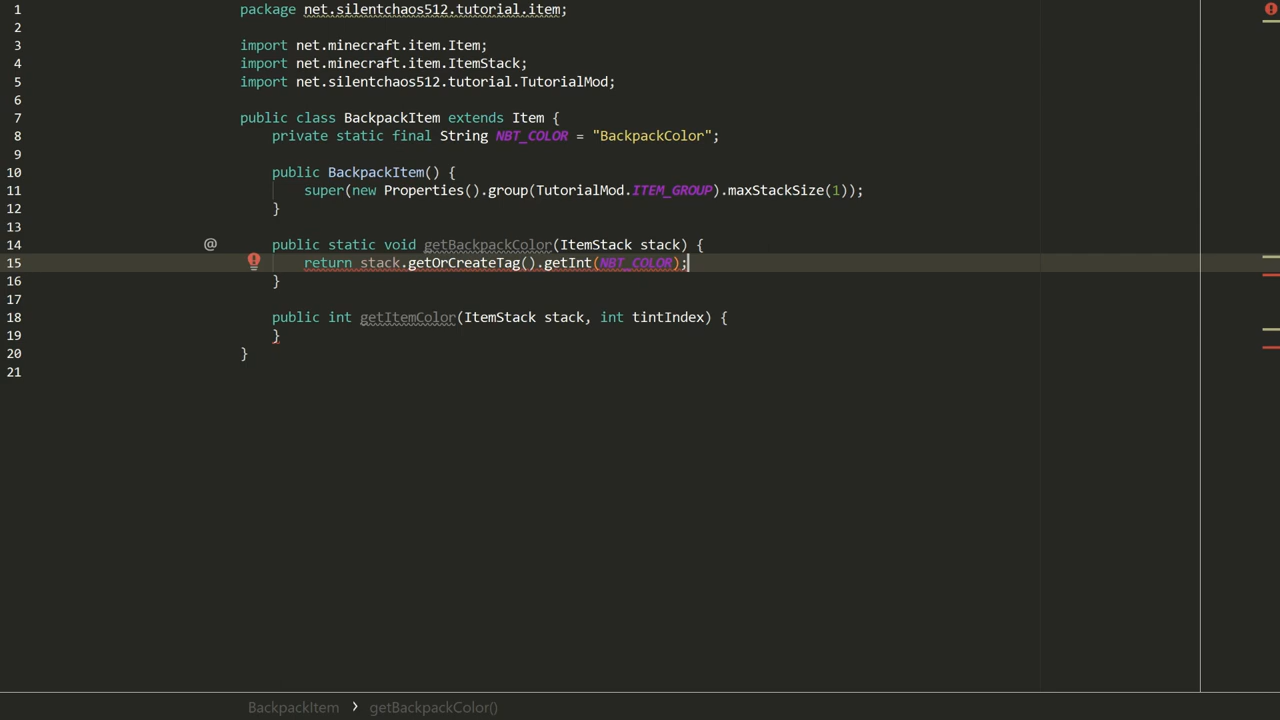 1 package net.silentchaos512.tutorial.item;
2
3 import net.minecraft.item.Item;
4 import net.minecraft.item.ItemStack;
5 import net.silentchaos512.tutorial.TutorialMod;
6
7 public class BackpackItem extends Item {
8 private static final String NBT_COLOR = "BackpackColor";
9
10 public BackpackItem() {
11 super(new Properties().group(TutorialMod.ITEM_GROUP).maxStackSize(1));
12 }
13
14 @ public static void getBackpackColor(ItemStack stack) {
15 return stack.getOrCreateTag().getInt(NBT_COLOR);
16 }
17
18 public int getItemColor(ItemStack stack, int tintIndex) {
19 }
20 }
21
BackpackItem › getBackpackColor()